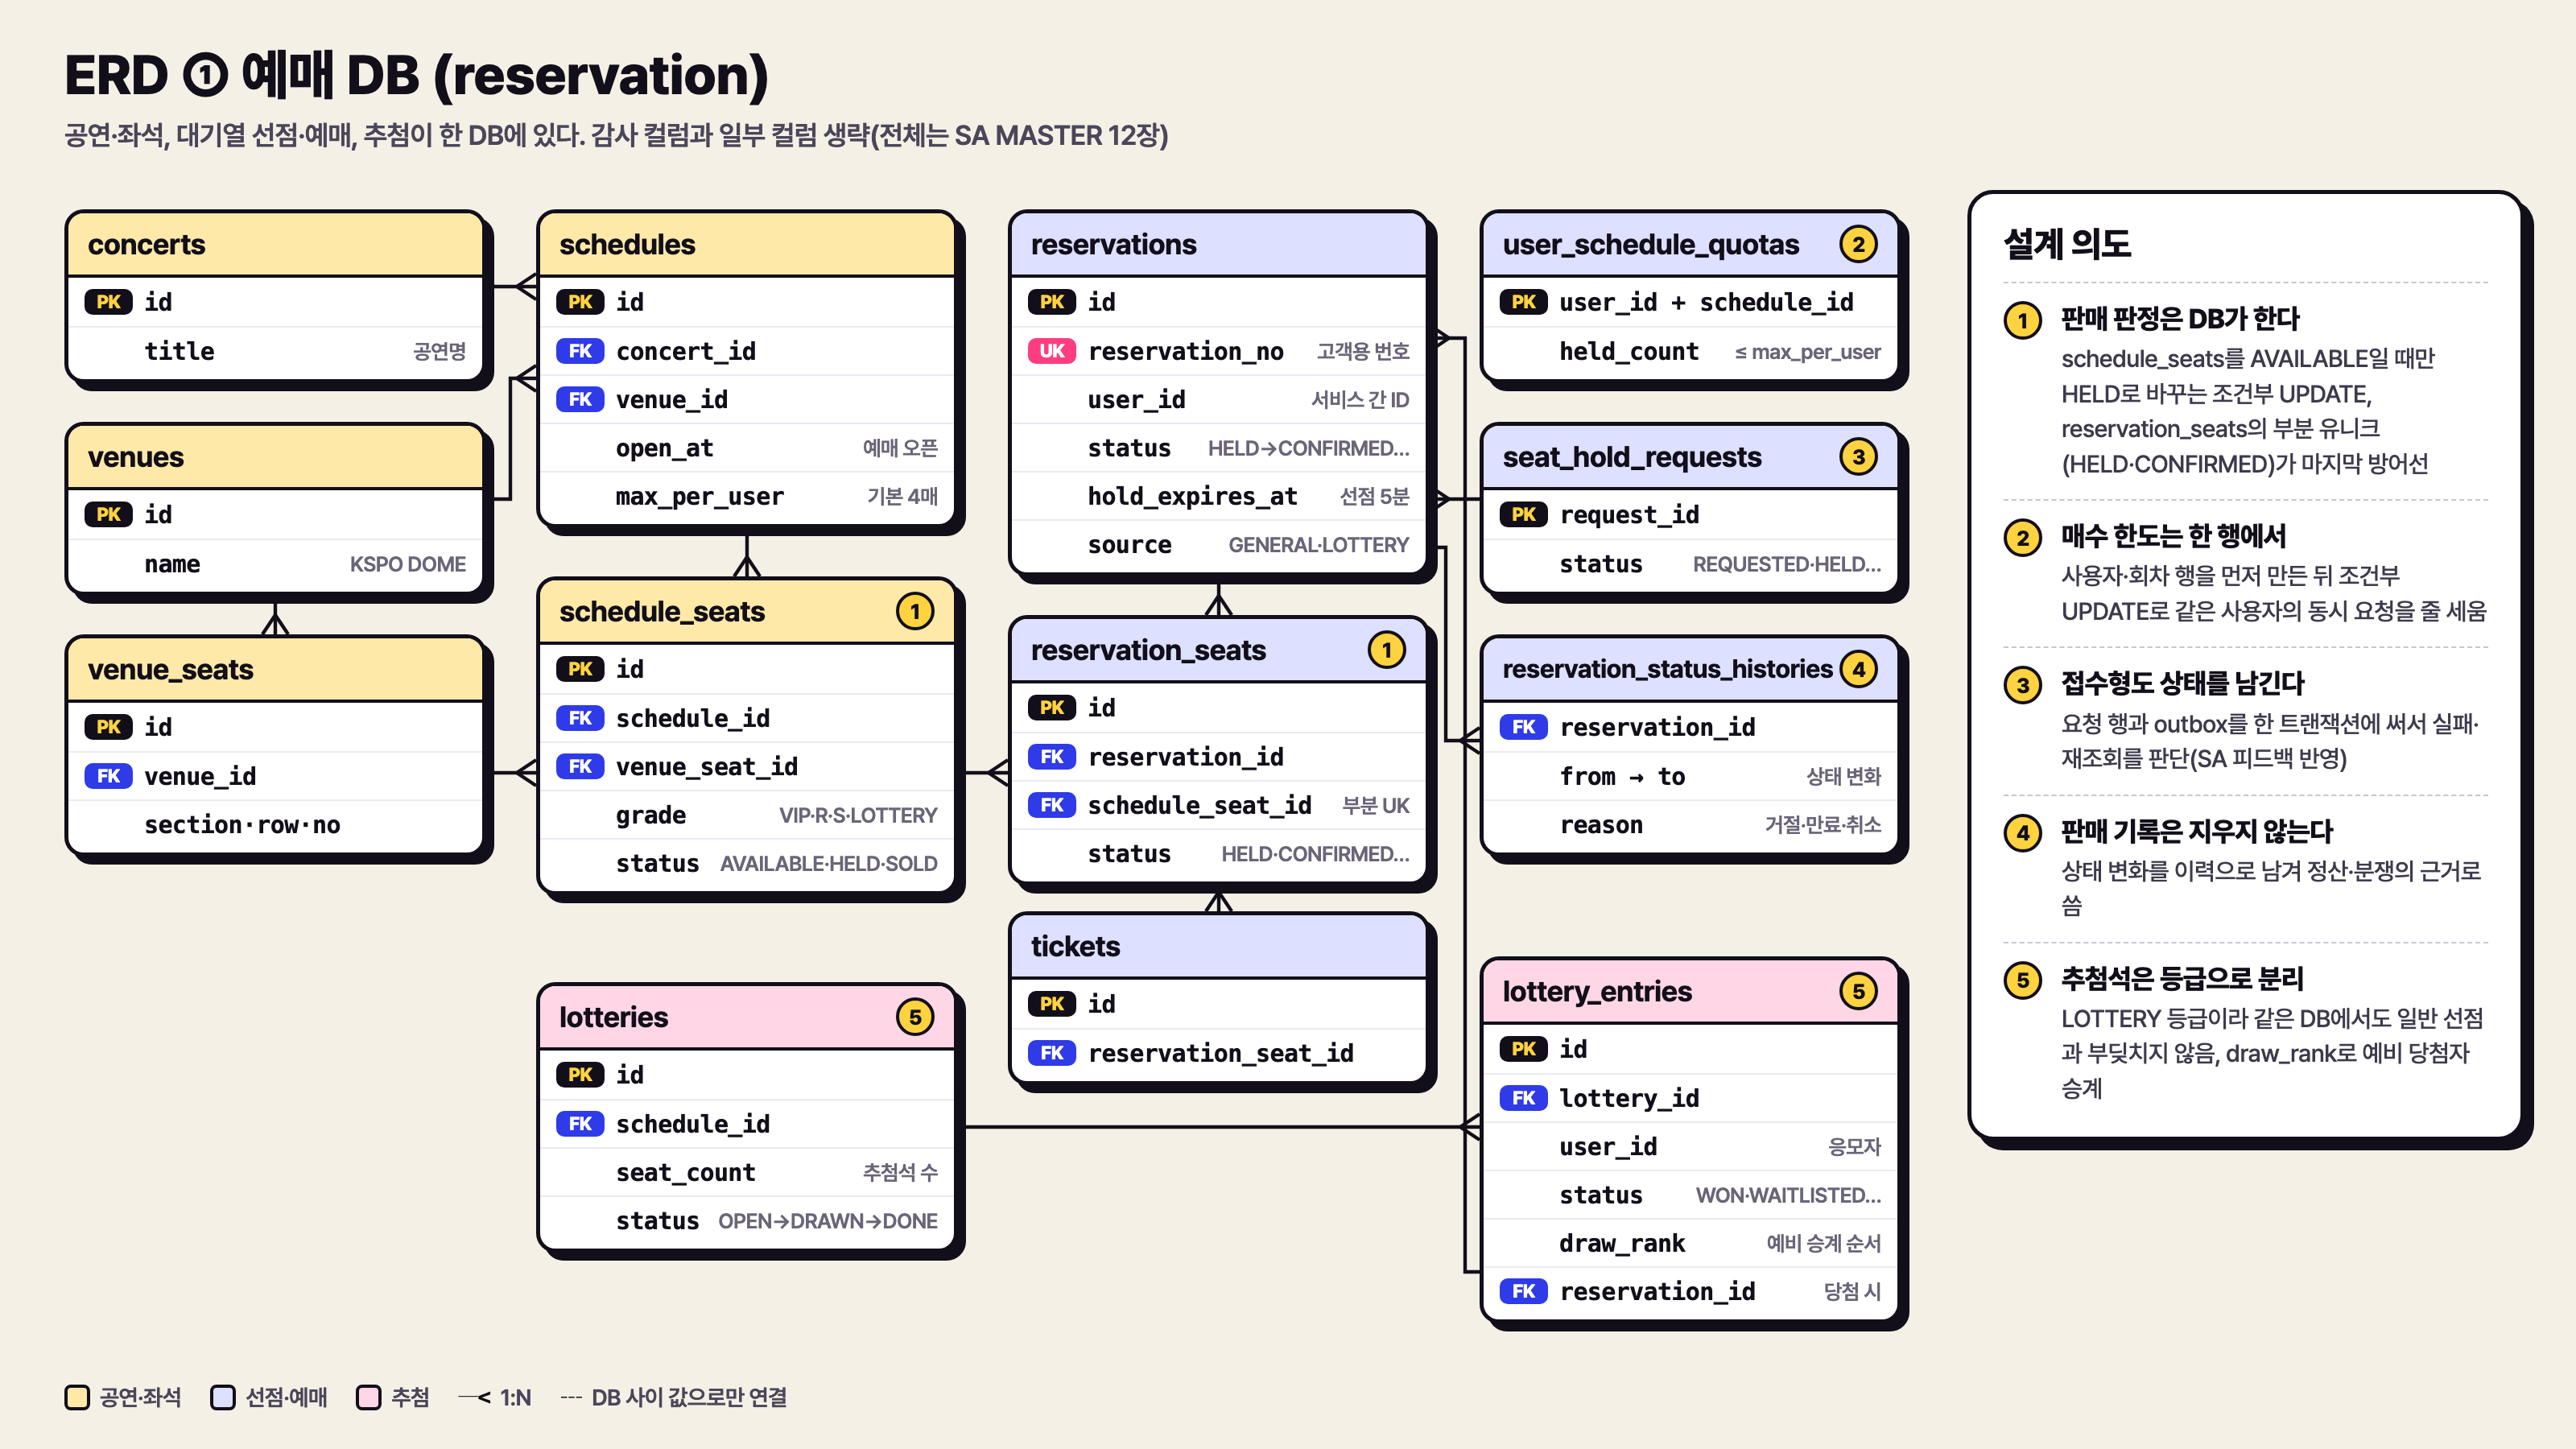 ERD ① 예매 DB (reservation)
공연·좌석, 대기열 선점·예매, 추첨이 한 DB에 있다. 감사 컬럼과 일부 컬럼 생략(전체는 SA MASTER 12장)
concerts
PK id
title 공연명
venues
PK id
name KSPO DOME
venue_seats
PK id
FK venue_id
section·row·no
schedules
PK id
FK concert_id
FK venue_id
open_at 예매 오픈
max_per_user 기본 4매
schedule_seats 1
PK id
FK schedule_id
FK venue_seat_id
grade VIP·R·S·LOTTERY
status AVAILABLE·HELD·SOLD
lotteries 5
PK id
FK schedule_id
seat_count 추첨석 수
status OPEN→DRAWN→DONE
reservations
PK id
UK reservation_no 고객용 번호
user_id 서비스 간 ID
status HELD→CONFIRMED...
hold_expires_at 선점 5분
source GENERAL·LOTTERY
reservation_seats 1
PK id
FK reservation_id
FK schedule_seat_id 부분 UK
status HELD·CONFIRMED...
tickets
PK id
FK reservation_seat_id
user_schedule_quotas 2
PK user_id + schedule_id
held_count ≤ max_per_user
seat_hold_requests 3
PK request_id
status REQUESTED·HELD...
reservation_status_histories 4
FK reservation_id
from → to 상태 변화
reason 거절·만료·취소
lottery_entries 5
PK id
FK lottery_id
user_id 응모자
status WON·WAITLISTED...
draw_rank 예비 승계 순서
FK reservation_id 당첨 시
설계 의도
1 판매 판정은 DB가 한다
schedule_seats를 AVAILABLE일 때만
HELD로 바꾸는 조건부 UPDATE,
reservation_seats의 부분 유니크
(HELD·CONFIRMED)가 마지막 방어선
2 매수 한도는 한 행에서
사용자·회차 행을 먼저 만든 뒤 조건부
UPDATE로 같은 사용자의 동시 요청을 줄 세움
3 접수형도 상태를 남긴다
요청 행과 outbox를 한 트랜잭션에 써서 실패·
재조회를 판단(SA 피드백 반영)
4 판매 기록은 지우지 않는다
상태 변화를 이력으로 남겨 정산·분쟁의 근거로
씀
5 추첨석은 등급으로 분리
LOTTERY 등급이라 같은 DB에서도 일반 선점
과 부딪치지 않음, draw_rank로 예비 당첨자
승계
공연·좌석 선점·예매 추첨 —< 1:N --- DB 사이 값으로만 연결